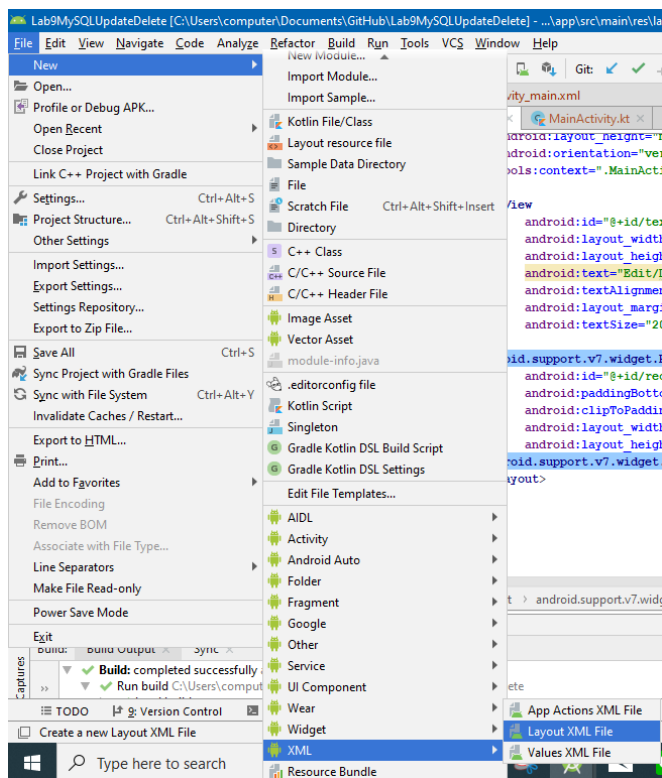 Lab9MySQLUpdateDelete [C:\Users\computer\Documents\GitHub\Lab9MySQLUpdateDelete] - ...\app\src\main\res\la
File Edit View Navigate Code Analyze Refactor Build Run Tools VCS Window Help
New
Open...
Profile or Debug APK...
Open Recent
Close Project
Link C++ Project with Gradle
Settings... Ctrl+Alt+S
Project Structure... Ctrl+Alt+Shift+S
Other Settings
Import Settings...
Export Settings...
Settings Repository...
Export to Zip File...
Save All Ctrl+S
Sync Project with Gradle Files
Sync with File System Ctrl+Alt+Y
Invalidate Caches / Restart...
Export to HTML...
Print...
Add to Favorites
File Encoding
Remove BOM
Associate with File Type...
Line Separators
Make File Read-only
Power Save Mode
Exit
New Module...
Import Module...
Import Sample...
Kotlin File/Class
Layout resource file
Sample Data Directory
File
Scratch File Ctrl+Alt+Shift+Insert
Directory
S C++ Class
C/C++ Source File
C/C++ Header File
Image Asset
Vector Asset
module-info.java
.editorconfig file
Kotlin Script
Singleton
G Gradle Kotlin DSL Build Script
G Gradle Kotlin DSL Settings
Edit File Templates...
AIDL
Activity
Android Auto
Folder
Fragment
Google
Other
Service
UI Component
Wear
Widget
XML
Resource Bundle
App Actions XML File
Layout XML File
Values XML File
Git:
vity_main.xml
MainActivity.kt
ndroid:layout_height="m
ndroid:orientation="ver
ools:context=".MainActi
View
android:id="@+id/tex
android:layout_width
android:layout_heigh
android:text="Edit/D
android:textAlignmen
android:layout_margi
android:textSize="20
oid.support.v7.widget.R
android:id="@+id/rec
android:paddingBotto
android:clipToPaddin
android:layout_width
android:layout_heigh
roid.support.v7.widget.
ayout>
t › android.support.v7.widg
Build: Build Output Sync
Build: completed successfully
Run build C:\Users\comput
ete
Captures
TODO 9: Version Control
Create a new Layout XML File
Type here to search